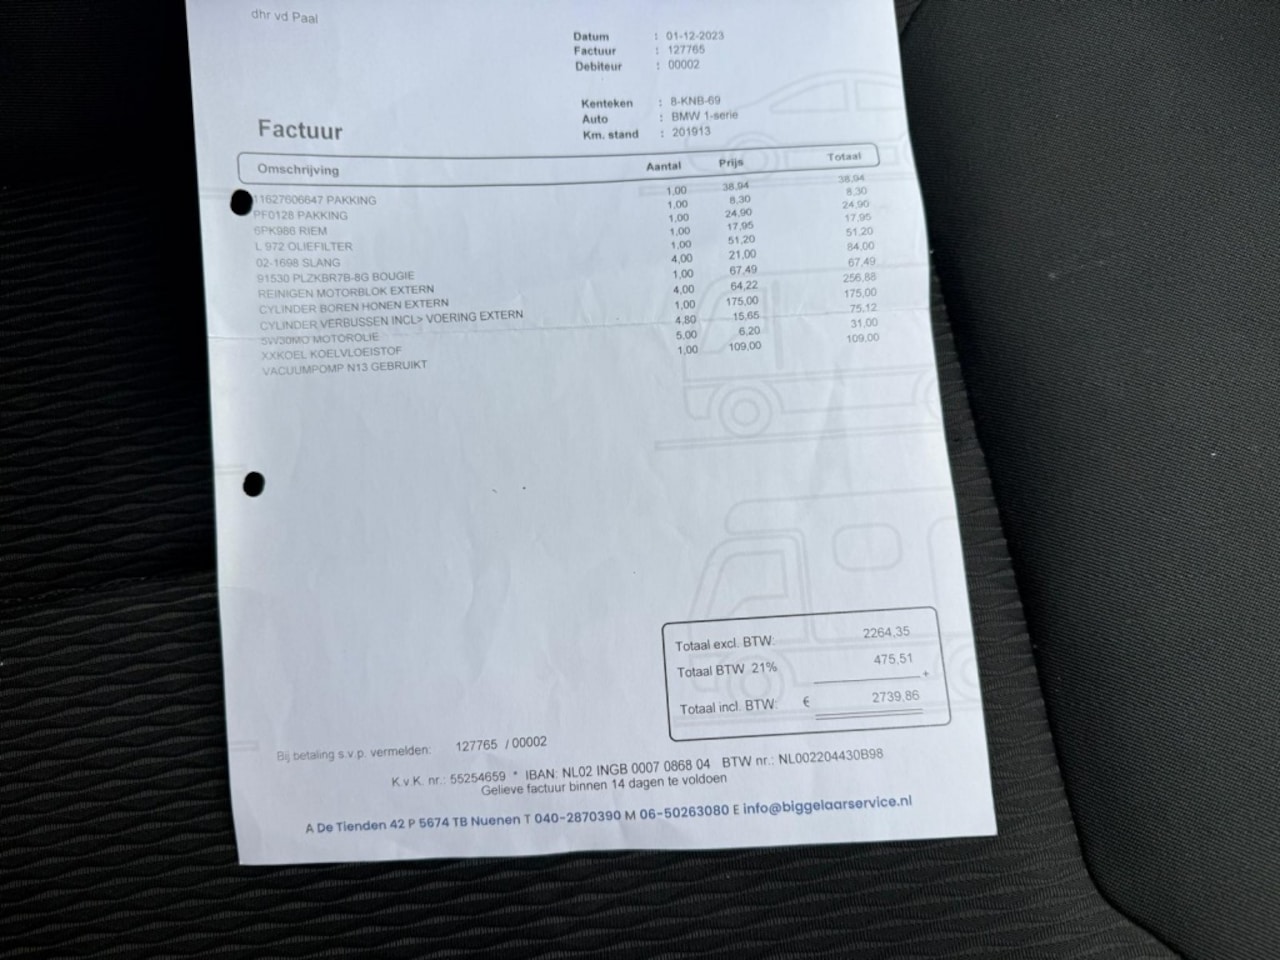 dhr vd Paal
Datum : 01-12-2023
Factuur : 127765
Debiteur : 00002
Kenteken : 8-KNB-69
Auto : BMW 1-serie
Km. stand : 201913
Factuur
Omschrijving Aantal Prijs Totaal
11627606647 PAKKING 1,00 38,94 38,94
PF0128 PAKKING 1,00 8,30 8,30
6PK986 RIEM 1,00 24,90 24,90
L 972 OLIEFILTER 1,00 17,95 17,95
02-1698 SLANG 1,00 51,20 51,20
91530 PLZKBR7B-8G BOUGIE 4,00 21,00 84,00
REINIGEN MOTORBLOK EXTERN 1,00 67,49 67,49
CYLINDER BOREN HONEN EXTERN 4,00 64,22 256,88
CYLINDER VERBUSSEN INCL> VOERING EXTERN 1,00 175,00 175,00
5W30MO MOTOROLIE 4,80 15,65 75,12
XXKOEL KOELVLOEISTOF 5,00 6,20 31,00
VACUUMPOMP N13 GEBRUIKT 1,00 109,00 109,00
Totaal excl. BTW: 2264,35
Totaal BTW 21% 475,51
+
Totaal incl. BTW: € 2739,86
Bij betaling s.v.p. vermelden: 127765 / 00002
K.v.K. nr.: 55254659 * IBAN: NL02 INGB 0007 0868 04 BTW nr.: NL002204430B98
Gelieve factuur binnen 14 dagen te voldoen
A De Tienden 42 P 5674 TB Nuenen T 040-2870390 M 06-50263080 E info@biggelaarservice.nl